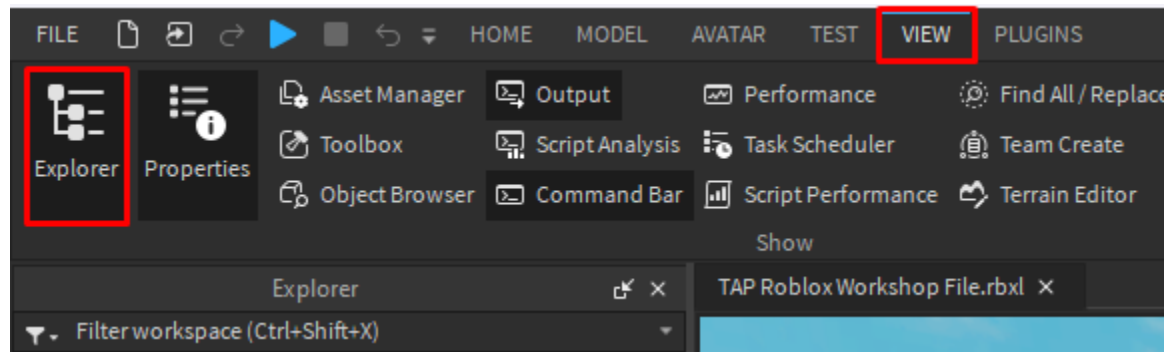 FILE HOME MODEL AVATAR TEST VIEW PLUGINS
Asset Manager Output Performance Find All / Replace
Toolbox Script Analysis Task Scheduler Team Create
Explorer Properties
Object Browser Command Bar Script Performance Terrain Editor
Show
Explorer TAP Roblox Workshop File.rbxl
Filter workspace (Ctrl+Shift+X)